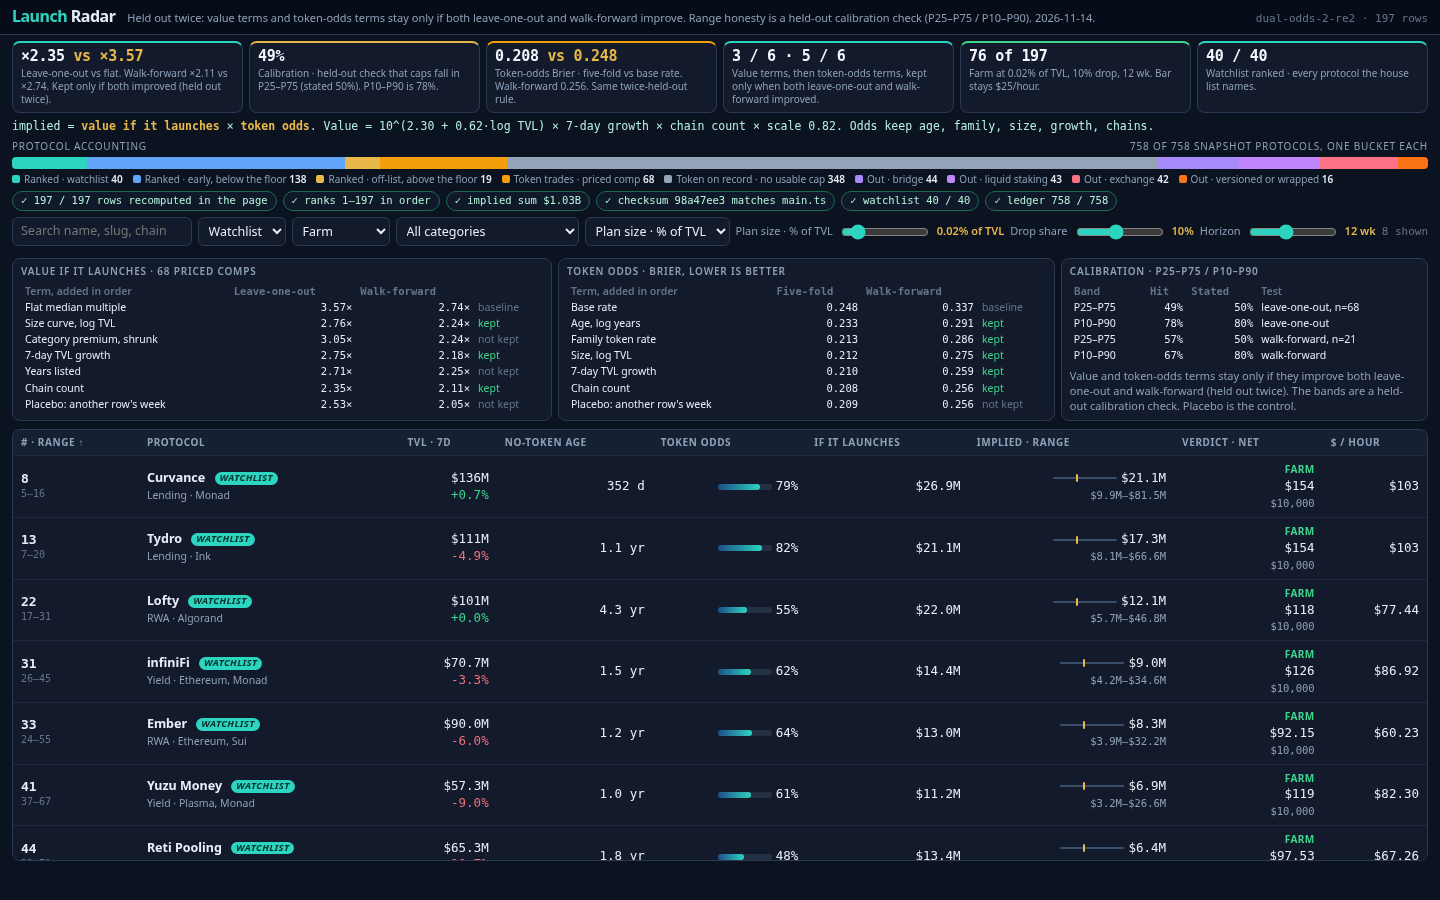 Launch Radar Held out twice: value terms and token-odds terms stay only if both leave-one-out and walk-forward improve. Range honesty is a held-out calibration check (P25–P75 / P10–P90). 2026-11-14. dual-odds-2-re2 · 197 rows
×2.35 vs ×3.57
Leave-one-out vs flat. Walk-forward ×2.11 vs
×2.74. Kept only if both improved (held out
twice).
49%
Calibration · held-out check that caps fall in
P25–P75 (stated 50%). P10–P90 is 78%.
0.208 vs 0.248
Token-odds Brier · five-fold vs base rate.
Walk-forward 0.256. Same twice-held-out
rule.
3 / 6 · 5 / 6
Value terms, then token-odds terms, kept
only when both leave-one-out and walk-
forward improved.
76 of 197
Farm at 0.02% of TVL, 10% drop, 12 wk. Bar
stays $25/hour.
40 / 40
Watchlist ranked · every protocol the house
list names.
implied = value if it launches × token odds. Value = 10^(2.30 + 0.62·log TVL) × 7-day growth × chain count × scale 0.82. Odds keep age, family, size, growth, chains.
PROTOCOL ACCOUNTING 758 OF 758 SNAPSHOT PROTOCOLS, ONE BUCKET EACH
Ranked · watchlist 40 Ranked · early, below the floor 138 Ranked · off-list, above the floor 19 Token trades · priced comp 68 Token on record · no usable cap 348 Out · bridge 44 Out · liquid staking 43 Out · exchange 42 Out · versioned or wrapped 16
✓ 197 / 197 rows recomputed in the page ✓ ranks 1–197 in order ✓ implied sum $1.03B ✓ checksum 98a47ee3 matches main.ts ✓ watchlist 40 / 40 ✓ ledger 758 / 758
Search name, slug, chain Watchlist Farm All categories Plan size · % of TVL Plan size · % of TVL 0.02% of TVL Drop share 10% Horizon 12 wk 8 shown
VALUE IF IT LAUNCHES · 68 PRICED COMPS
Term, added in order Leave-one-out Walk-forward
Flat median multiple 3.57× 2.74× baseline
Size curve, log TVL 2.76× 2.24× kept
Category premium, shrunk 3.05× 2.24× not kept
7-day TVL growth 2.75× 2.18× kept
Years listed 2.71× 2.25× not kept
Chain count 2.35× 2.11× kept
Placebo: another row's week 2.53× 2.05× not kept
TOKEN ODDS · BRIER, LOWER IS BETTER
Term, added in order Five-fold Walk-forward
Base rate 0.248 0.337 baseline
Age, log years 0.233 0.291 kept
Family token rate 0.213 0.286 kept
Size, log TVL 0.212 0.275 kept
7-day TVL growth 0.210 0.259 kept
Chain count 0.208 0.256 kept
Placebo: another row's week 0.209 0.256 not kept
CALIBRATION · P25–P75 / P10–P90
Band Hit Stated Test
P25–P75 49% 50% leave-one-out, n=68
P10–P90 78% 80% leave-one-out
P25–P75 57% 50% walk-forward, n=21
P10–P90 67% 80% walk-forward
Value and token-odds terms stay only if they improve both leave-
one-out and walk-forward (held out twice). The bands are a held-
out calibration check. Placebo is the control.
# · RANGE ↑ PROTOCOL TVL · 7D NO-TOKEN AGE TOKEN ODDS IF IT LAUNCHES IMPLIED · RANGE VERDICT · NET $ / HOUR
8 Curvance WATCHLIST $136M 352 d 79% $26.9M $21.1M FARM $154 $103
5–16 Lending · Monad +0.7% $9.9M–$81.5M $10,000
13 Tydro WATCHLIST $111M 1.1 yr 82% $21.1M $17.3M FARM $154 $103
7–20 Lending · Ink -4.9% $8.1M–$66.6M $10,000
22 Lofty WATCHLIST $101M 4.3 yr 55% $22.0M $12.1M FARM $118 $77.44
17–31 RWA · Algorand +0.0% $5.7M–$46.8M $10,000
31 infiniFi WATCHLIST $70.7M 1.5 yr 62% $14.4M $9.0M FARM $126 $86.92
26–45 Yield · Ethereum, Monad -3.3% $4.2M–$34.6M $10,000
33 Ember WATCHLIST $90.0M 1.2 yr 64% $13.0M $8.3M FARM $92.15 $60.23
24–55 RWA · Ethereum, Sui -6.0% $3.9M–$32.2M $10,000
41 Yuzu Money WATCHLIST $57.3M 1.0 yr 61% $11.2M $6.9M FARM $119 $82.30
37–67 Yield · Plasma, Monad -9.0% $3.2M–$26.6M $10,000
44 Reti Pooling WATCHLIST $65.3M 1.8 yr 48% $13.4M $6.4M FARM $97.53 $67.26